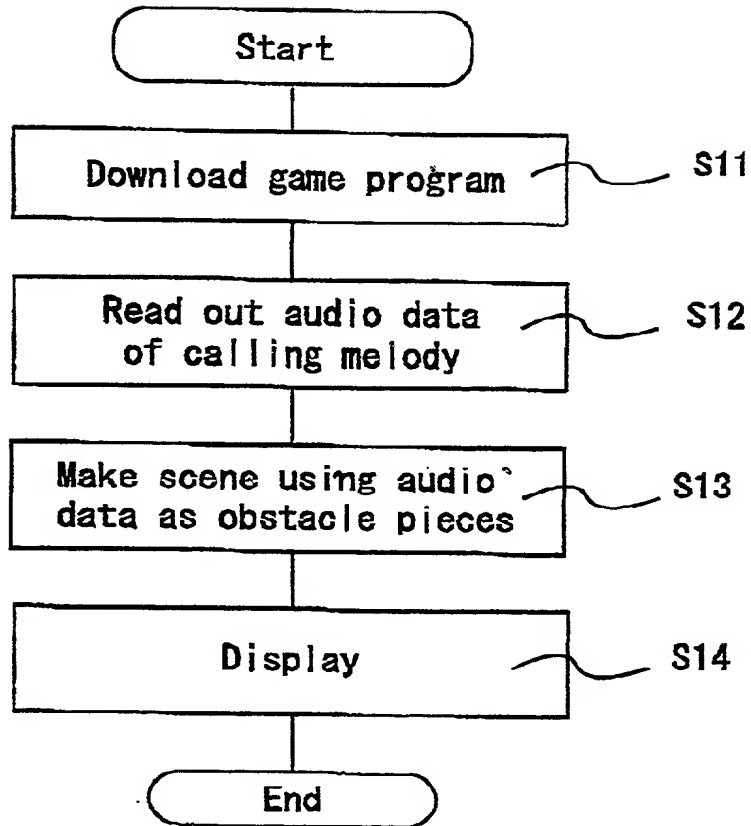 Start
Download game program
S11
Read out audio data
of calling melody
S12
Make scene using audio
data as obstacle pieces
S13
Display
S14
End